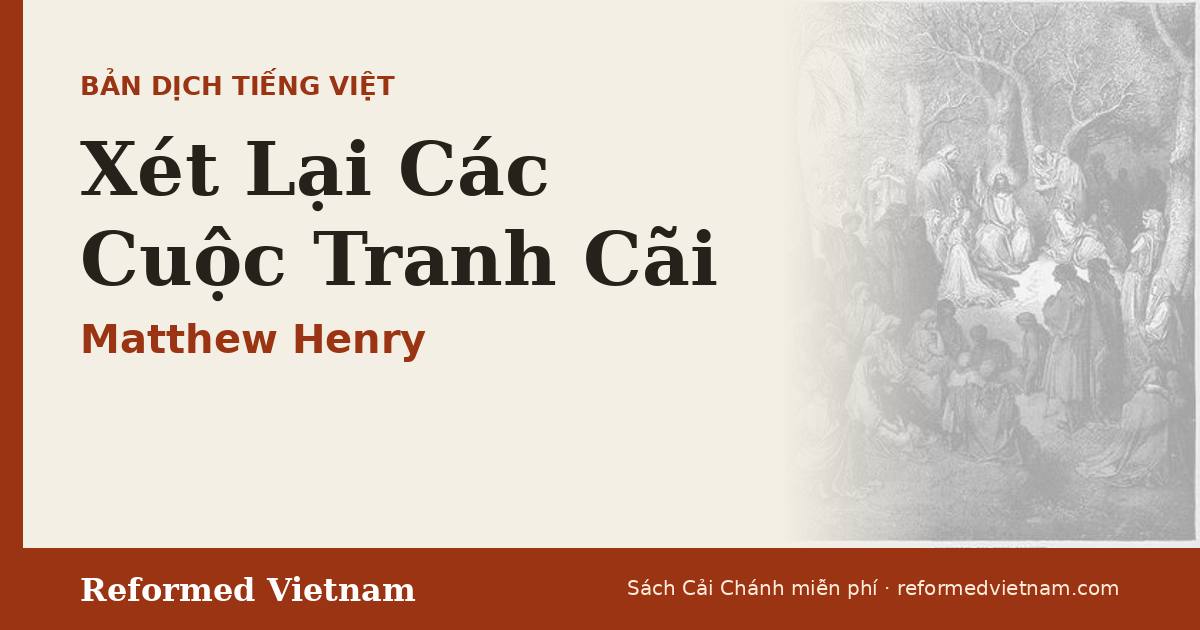 BẢN DỊCH TIẾNG VIỆT
Xét Lại Các
Cuộc Tranh Cãi
Matthew Henry
Reformed Vietnam
Sách Cải Chánh miễn phí · reformedvietnam.com